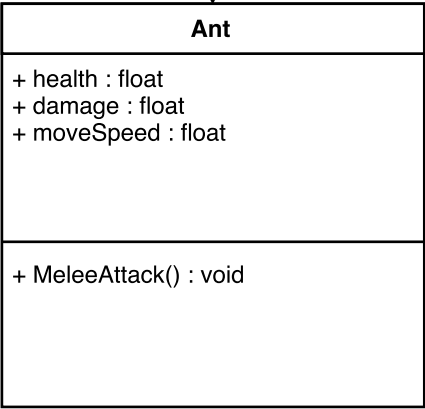 Ant
+ health : float
+ damage : float
+ moveSpeed : float
+ MeleeAttack() : void